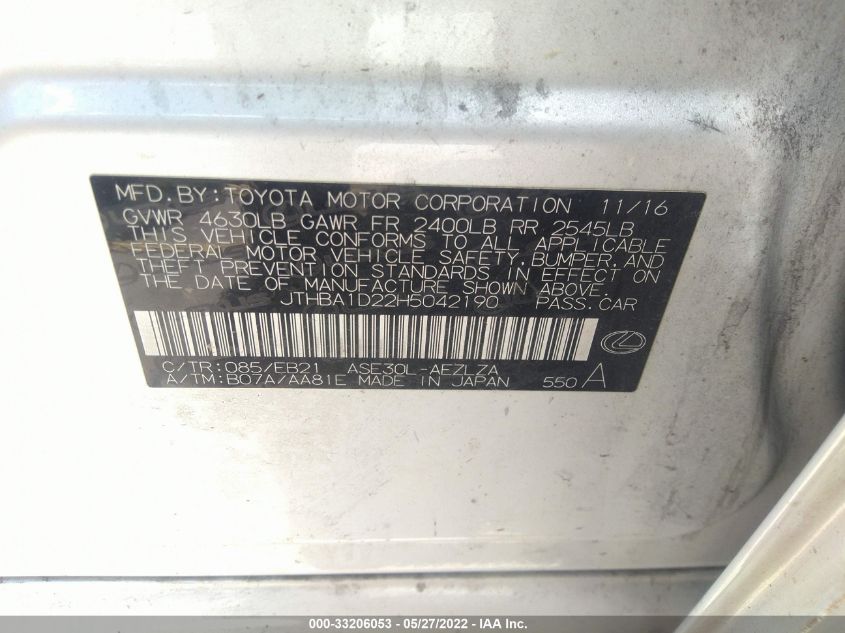 MFD. BY: TOYOTA MOTOR CORPORATION 11/16
GVWR 4630LB GAWR FR 2400LB RR 2545LB
THIS VEHICLE CONFORMS TO ALL APPLICABLE
FEDERAL MOTOR VEHICLE SAFETY, BUMPER, AND
THEFT PREVENTION STANDARDS IN EFFECT ON
THE DATE OF MANUFACTURE SHOWN ABOVE.
JTHBA1D22H5042190 PASS. CAR
C/TR: 085/EB21 ASE30L-AEZLZA
A/TM: B07A/AA81E MADE IN JAPAN 550 A
000-33206053 - 05/27/2022 - IAA Inc.